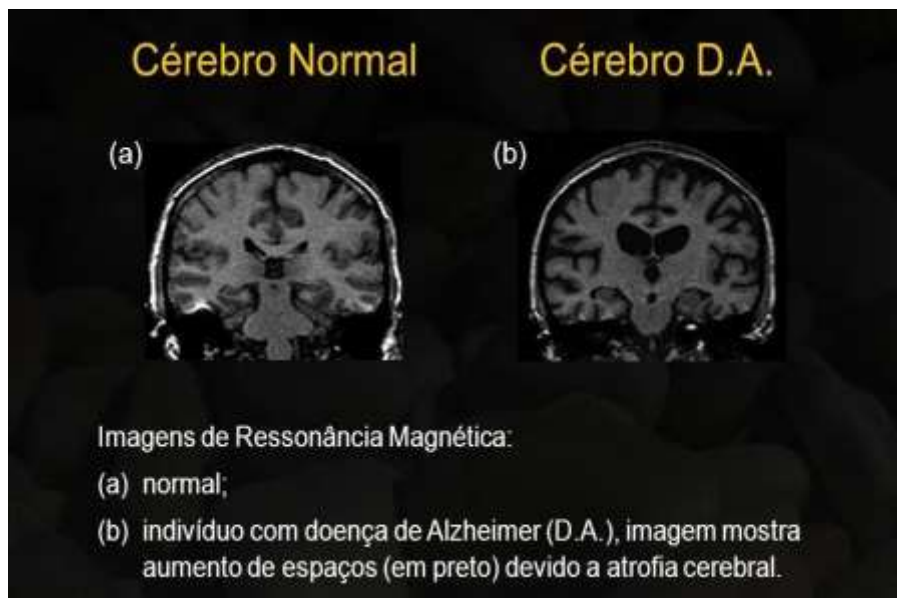 Cérebro Normal
Cérebro D.A.
(a)
(b)
Imagens de Ressonância Magnética:
(a) normal;
(b) indivíduo com doença de Alzheimer (D.A.), imagem mostra
aumento de espaços (em preto) devido a atrofia cerebral.